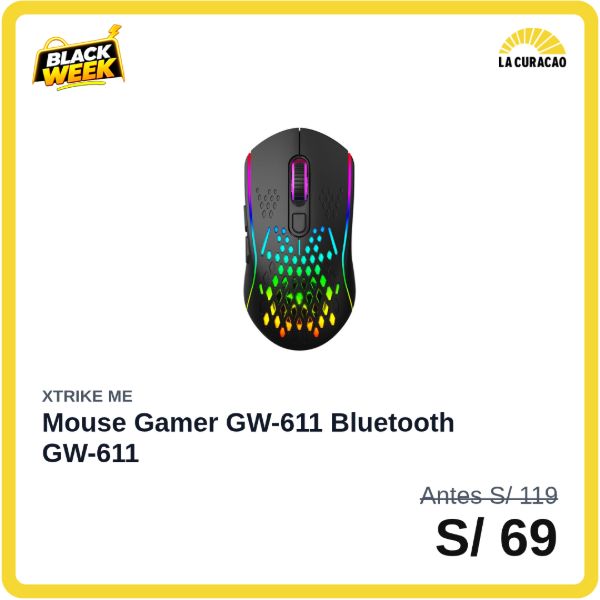 BLACK
WEEK
LA CURACAO
XTRIKE ME
Mouse Gamer GW-611 Bluetooth
GW-611
Antes S/ 119
S/ 69